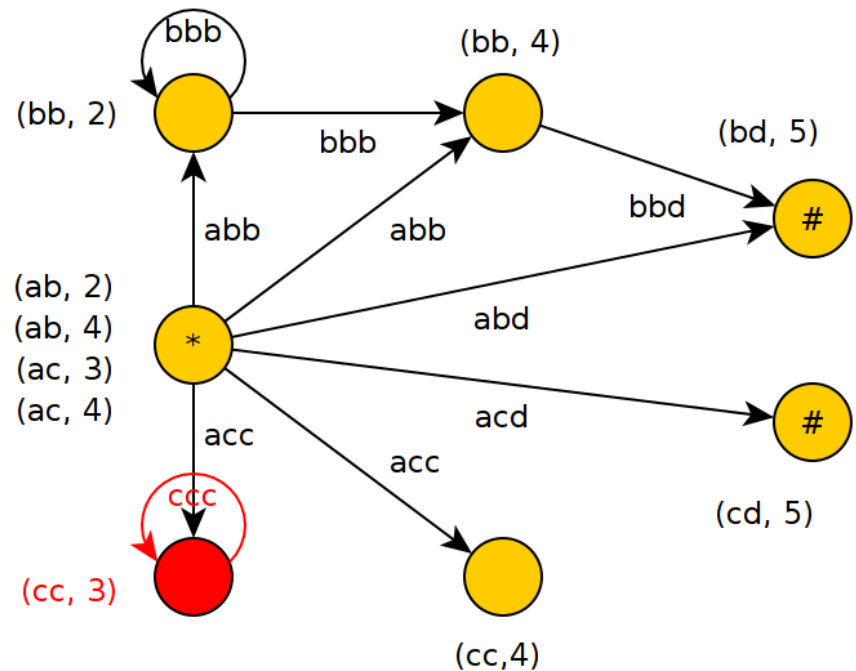 bbb
(bb, 4)
(bb, 2)
bbb
(bd, 5)
bbd
#
abb
abb
(ab, 2)
(ab, 4)
(ac, 3)
(ac, 4)
*
abd
acd
#
acc
acc
ccc
(cd, 5)
(cc, 3)
(cc,4)